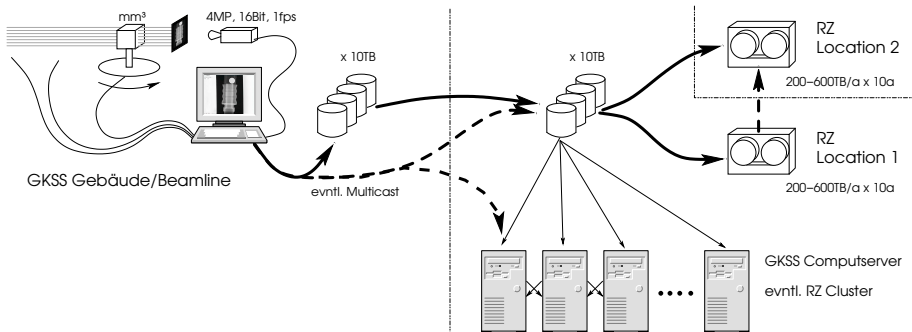 mm³
4MP, 16Bit, 1fps
x 10TB
x 10TB
RZ
Location 2
200–600TB/a x 10a
RZ
Location 1
200–600TB/a x 10a
GKSS Gebäude/Beamline
evntl. Multicast
GKSS Computserver
evntl. RZ Cluster